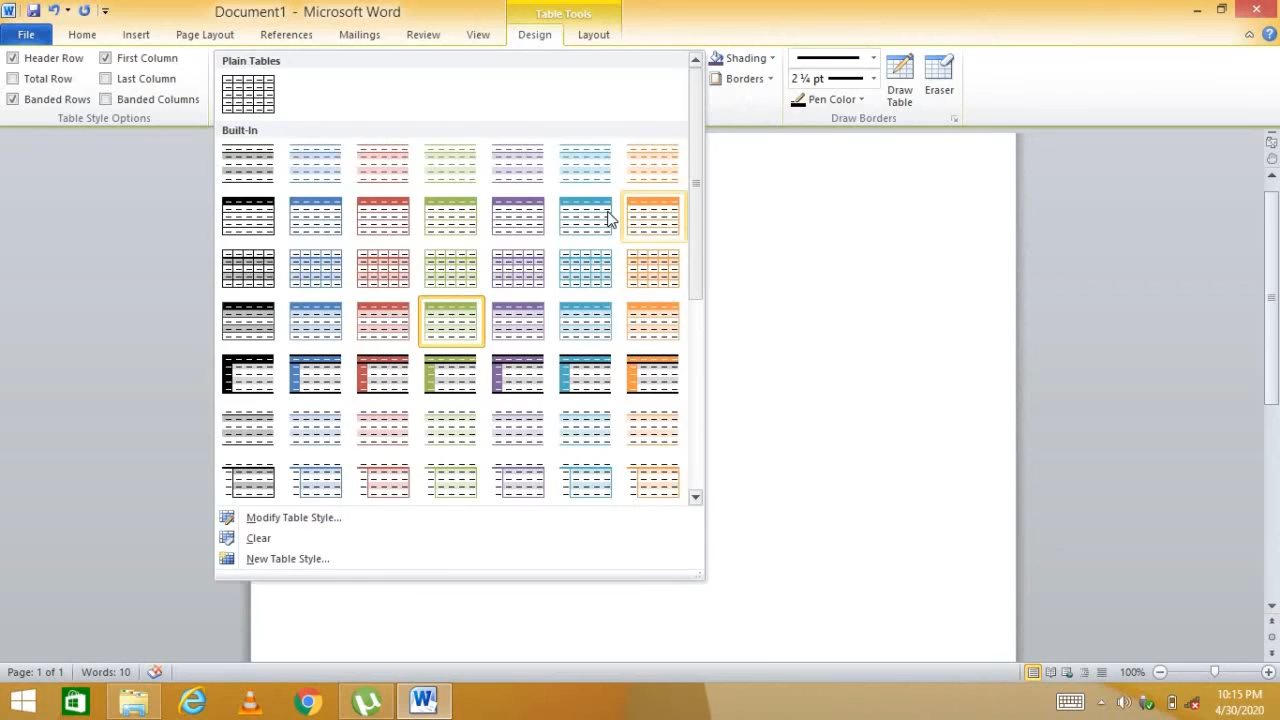 Document1 - Microsoft Word
Table Tools
File Home Insert Page Layout References Mailings Review View Design Layout
Header Row First Column
Total Row Last Column
Banded Rows Banded Columns
Table Style Options
Plain Tables
Built-In
Modify Table Style...
Clear
New Table Style...
Shading
Borders
2 ¼ pt
Pen Color
Draw Table
Eraser
Draw Borders
Page: 1 of 1 Words: 10 100%
10:15 PM
4/30/2020